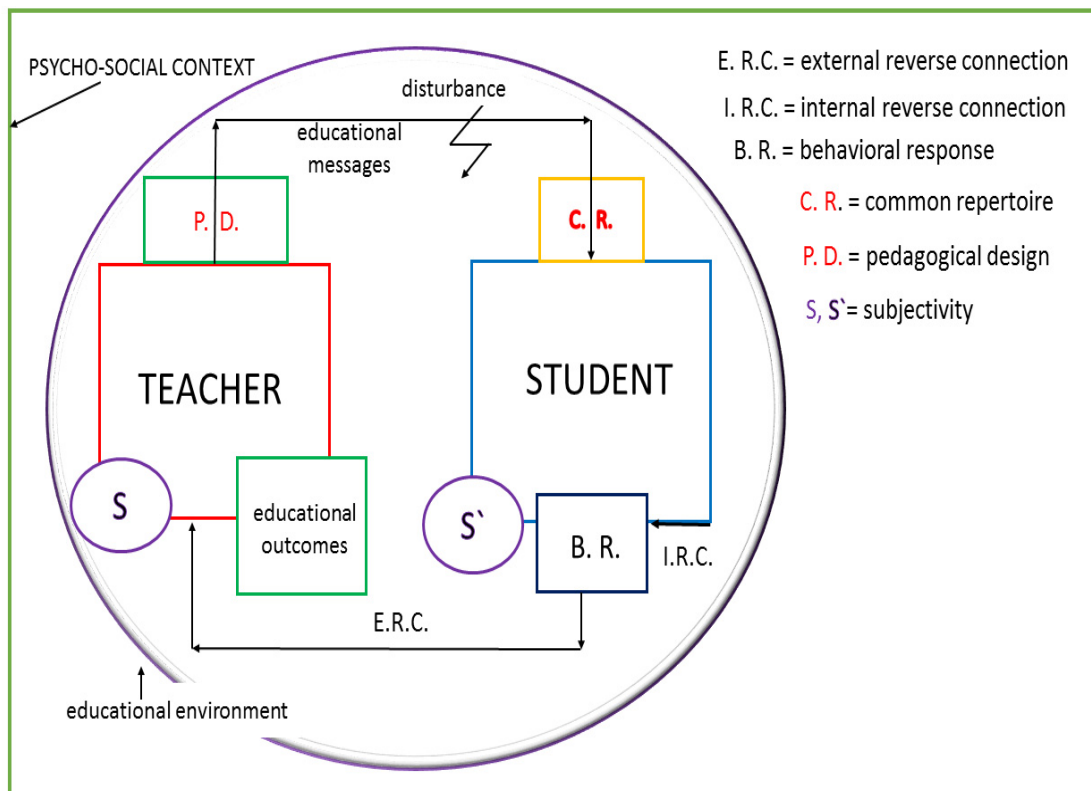 PSYCHO-SOCIAL CONTEXT
disturbance
educational
messages
P. D.
C. R.
TEACHER
STUDENT
S
educational
outcomes
S`
B. R.
I.R.C.
E.R.C.
educational environment
E. R.C. = external reverse connection
I. R.C. = internal reverse connection
B. R. = behavioral response
C. R. = common repertoire
P. D. = pedagogical design
S, S`= subjectivity